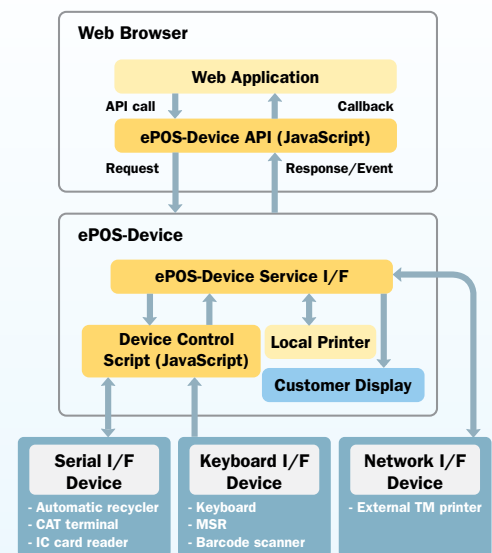 Web Browser
Web Application
API call
Callback
ePOS-Device API (JavaScript)
Request
Response/Event
ePOS-Device
ePOS-Device Service I/F
Device Control
Script (JavaScript)
Local Printer
Customer Display
Serial I/F
Device
- Automatic recycler
- CAT terminal
- IC card reader
Keyboard I/F
Device
- Keyboard
- MSR
- Barcode scanner
Network I/F
Device
- External TM printer